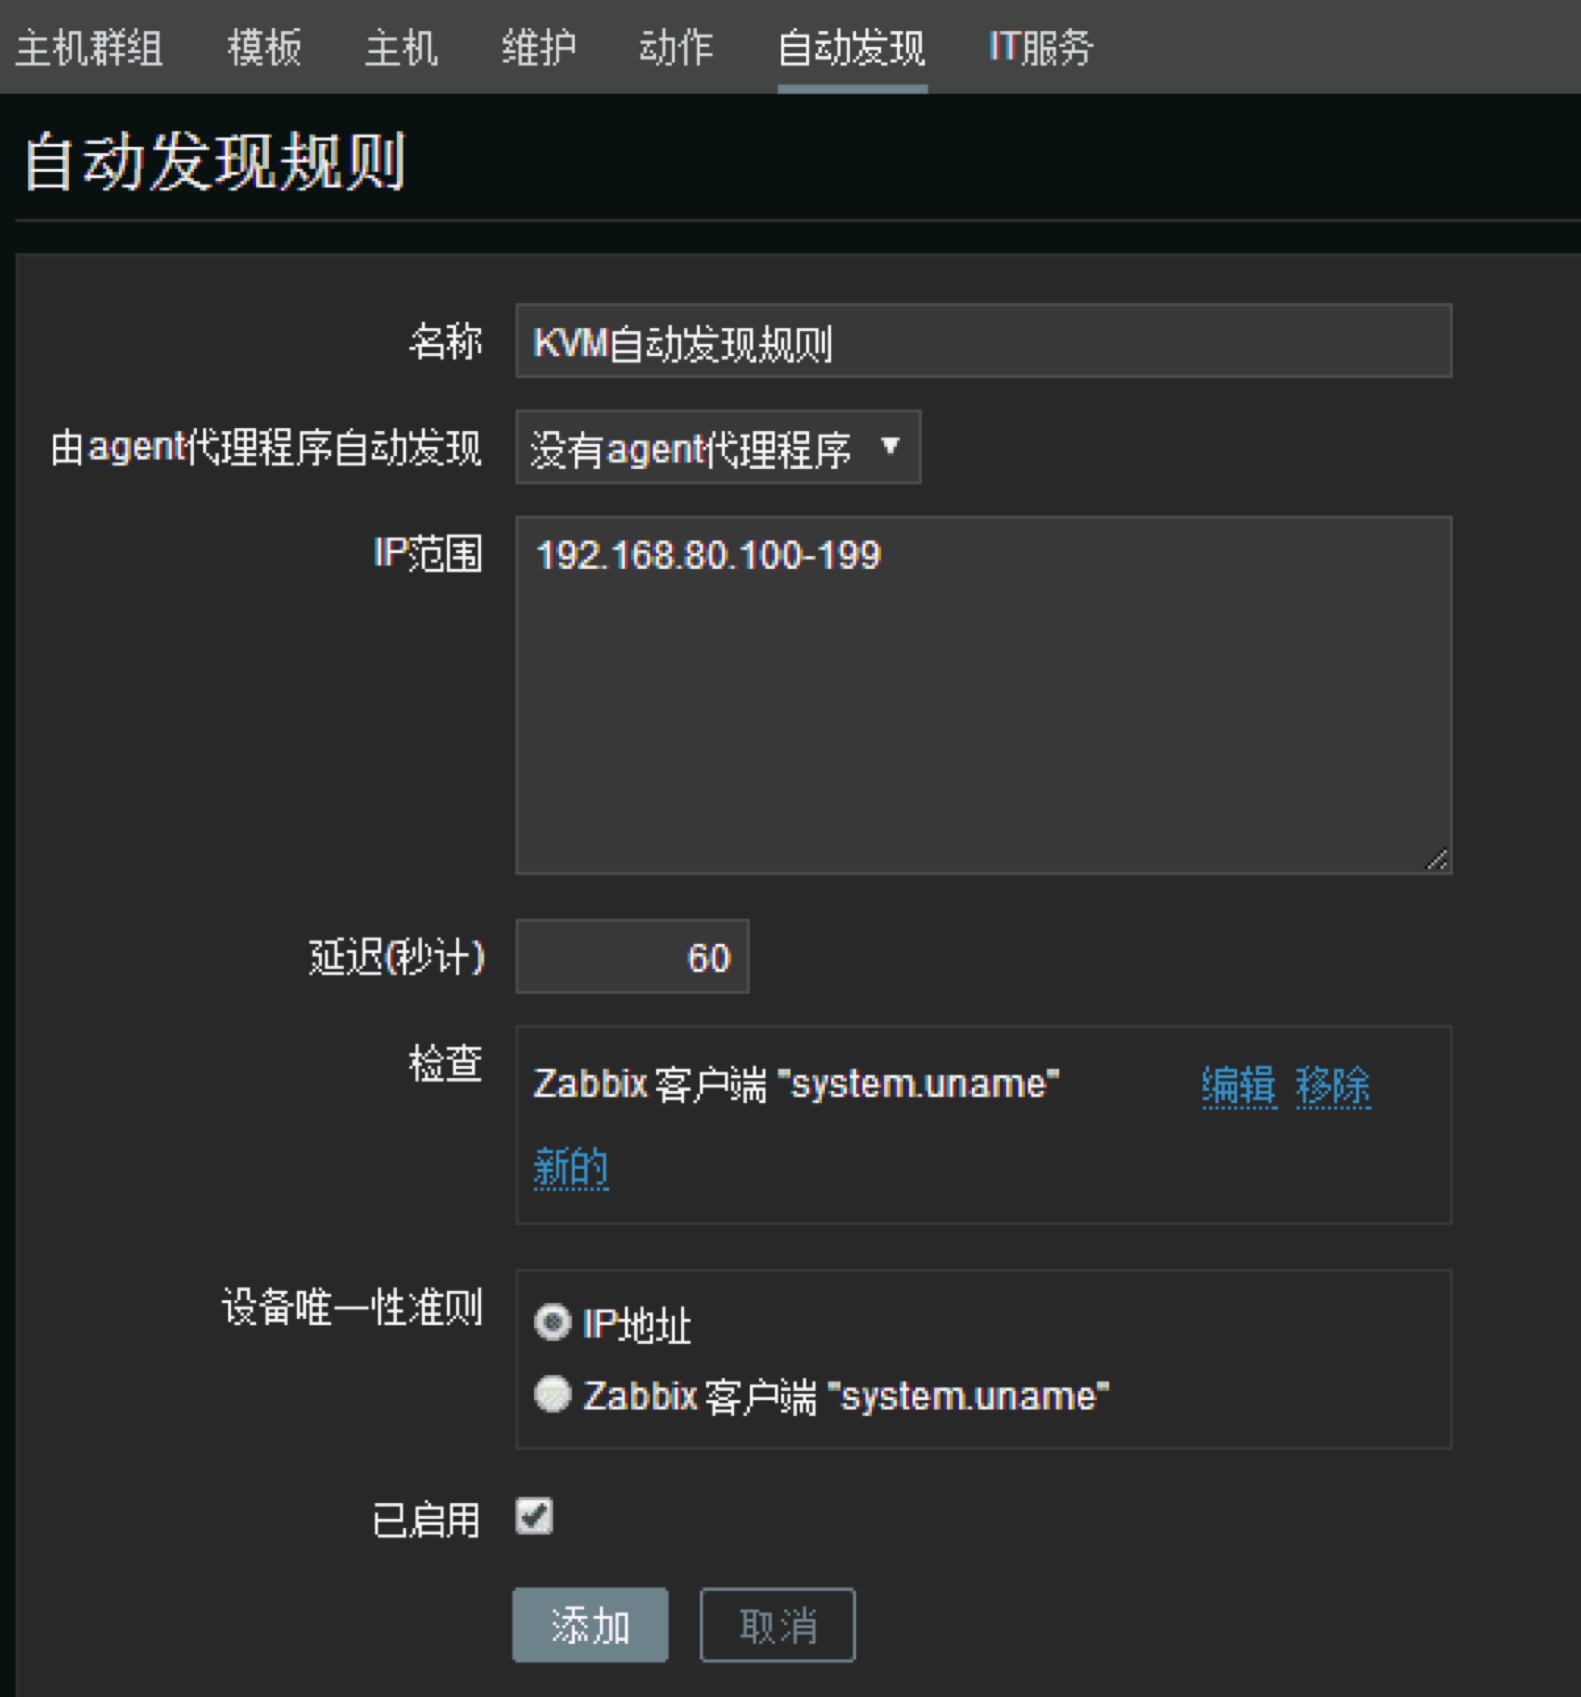 主机群组 模板 主机 维护 动作 自动发现 IT服务
自动发现规则
名称 KVM自动发现规则
由agent代理程序自动发现 没有agent代理程序
IP范围 192.168.80.100-199
延迟(秒计) 60
检查 Zabbix 客户端 "system.uname" 编辑 移除
新的
设备唯一性准则 IP地址
Zabbix 客户端 "system.uname"
已启用
添加 取消